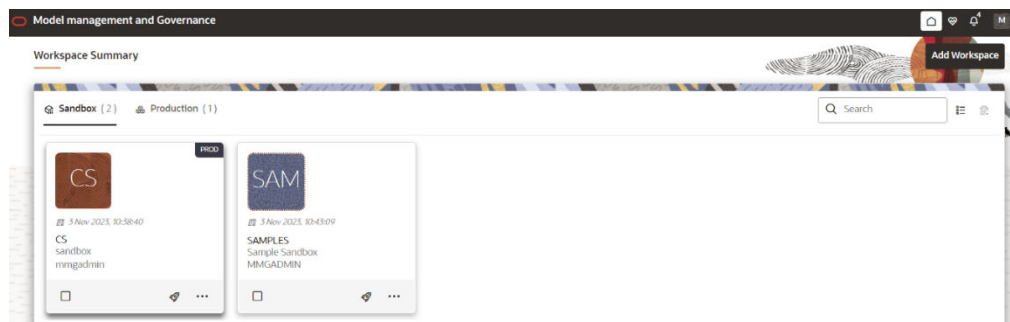 Model management and Governance
4
M
Workspace Summary
Add Workspace
Sandbox (2)
Production (1)
Search
PROD
CS
3 Nov 2023, 10:38:40
CS
sandbox
mmgadmin
SAM
3 Nov 2023, 10:43:09
SAMPLES
Sample Sandbox
MMGADMIN